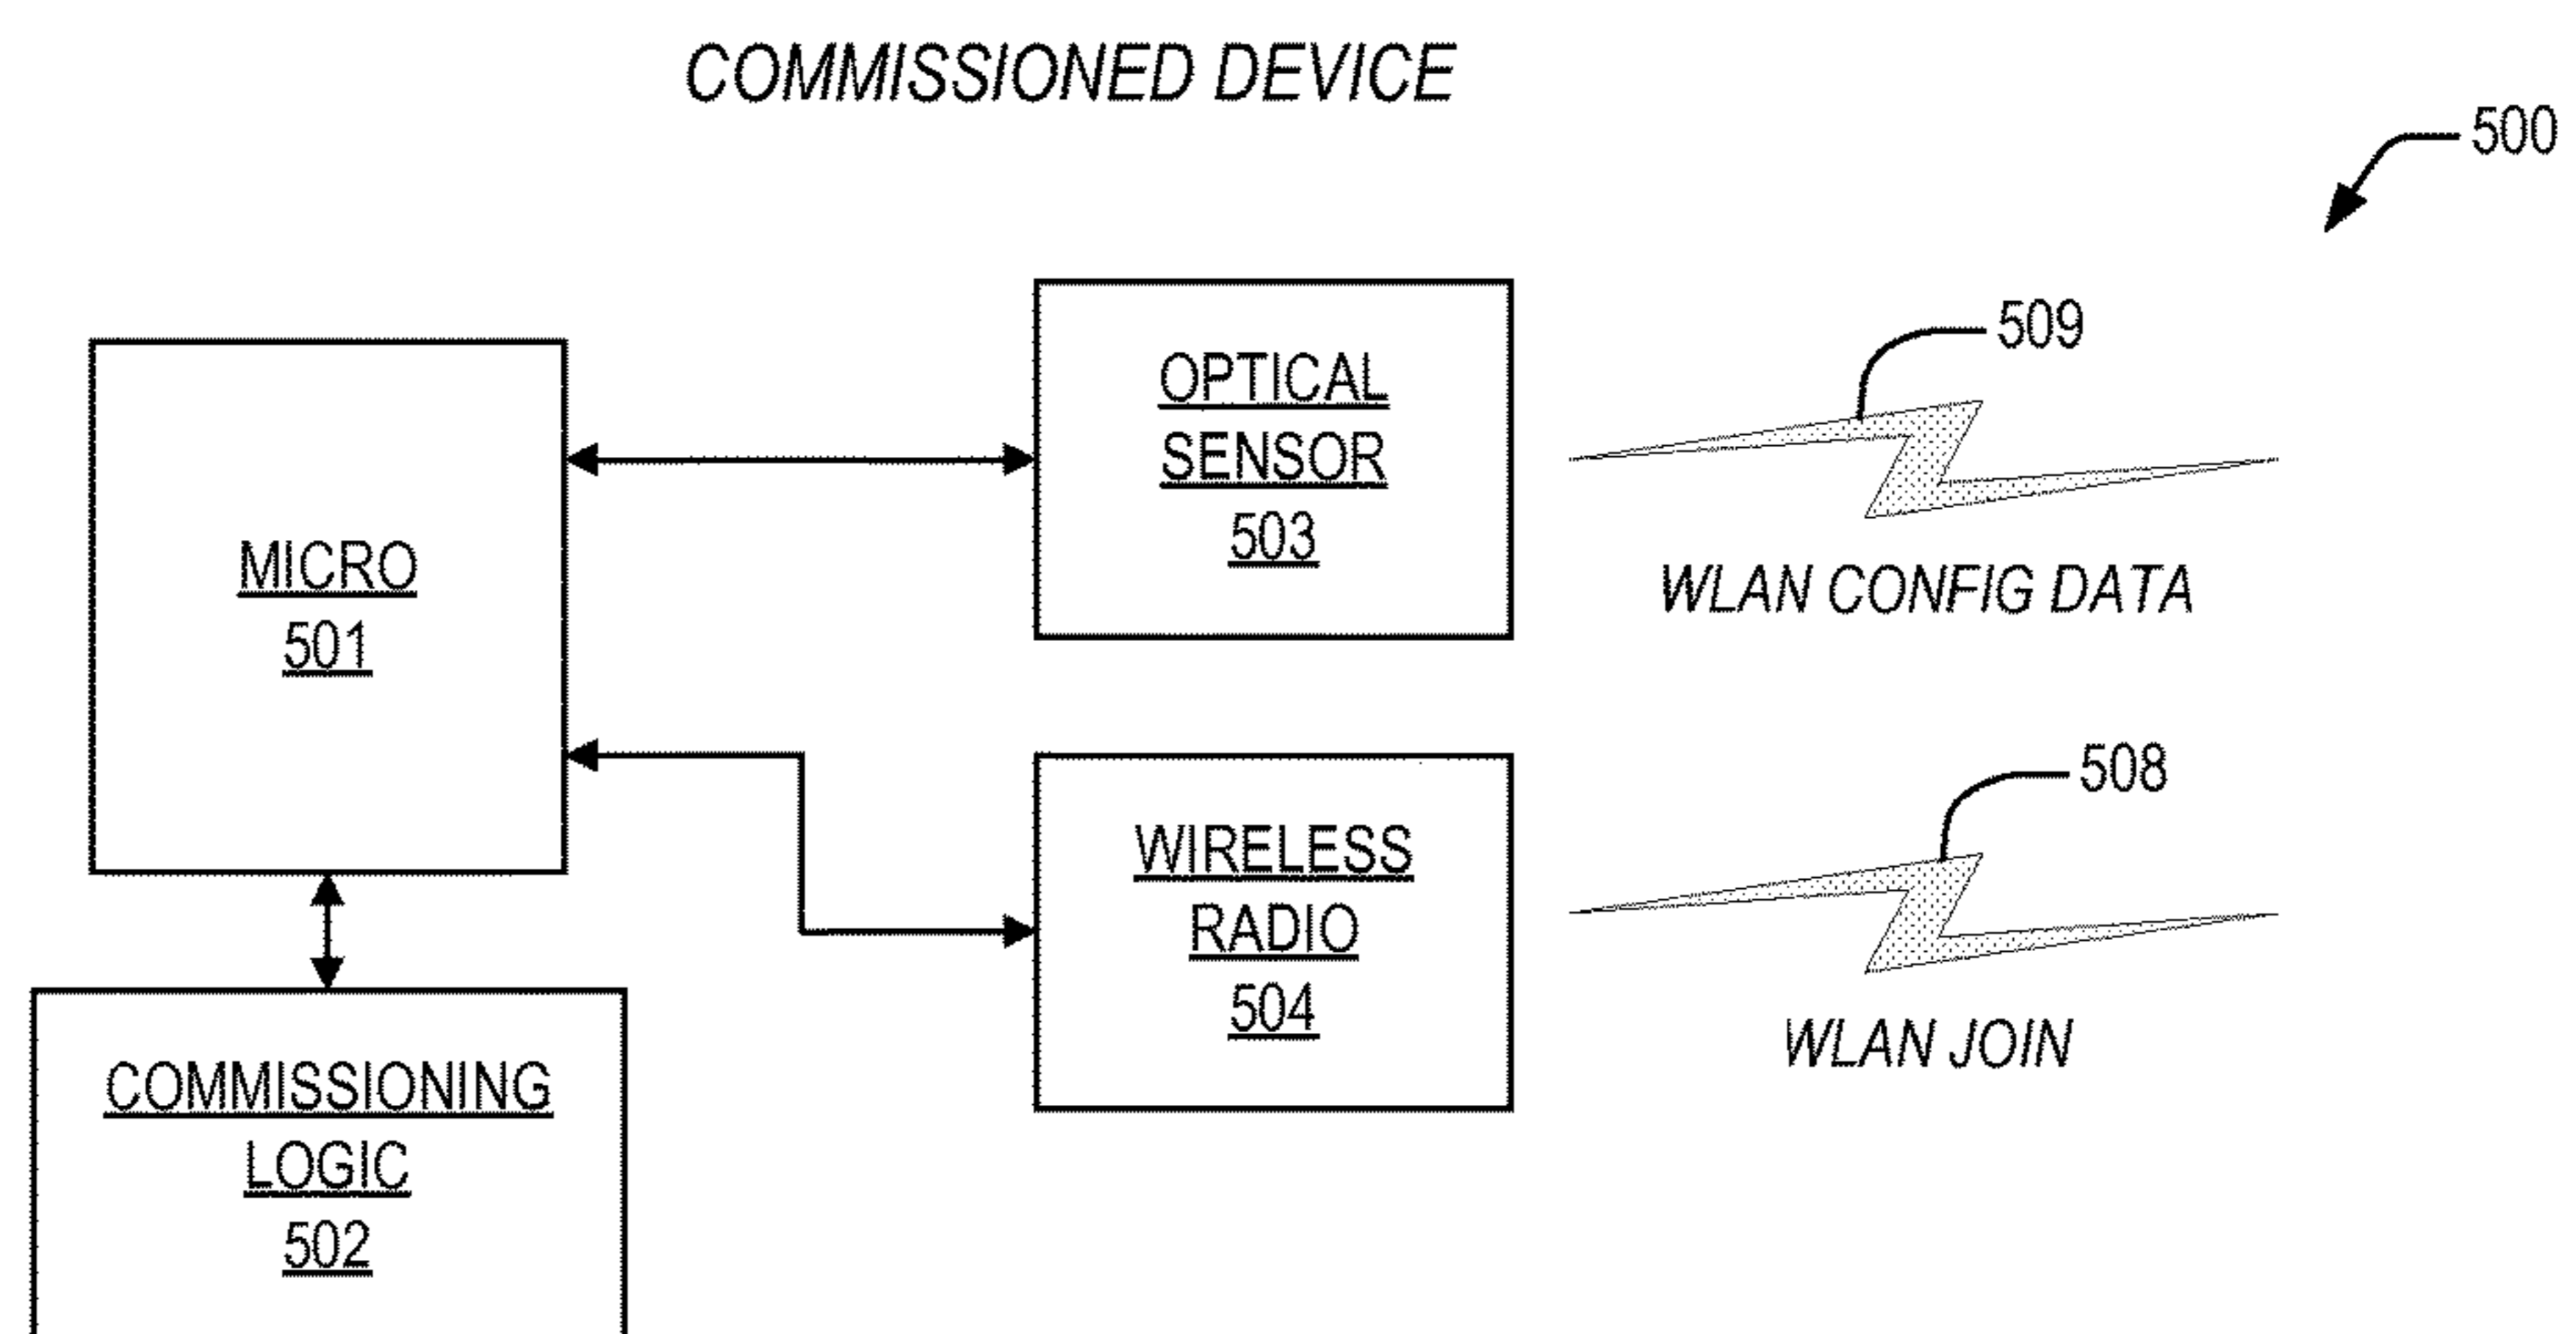 COMMISSIONED DEVICE
500
509
OPTICAL
SENSOR
503
WLAN CONFIG DATA
MICRO
501
508
WIRELESS
RADIO
504
WLAN JOIN
COMMISSIONING
LOGIC
502